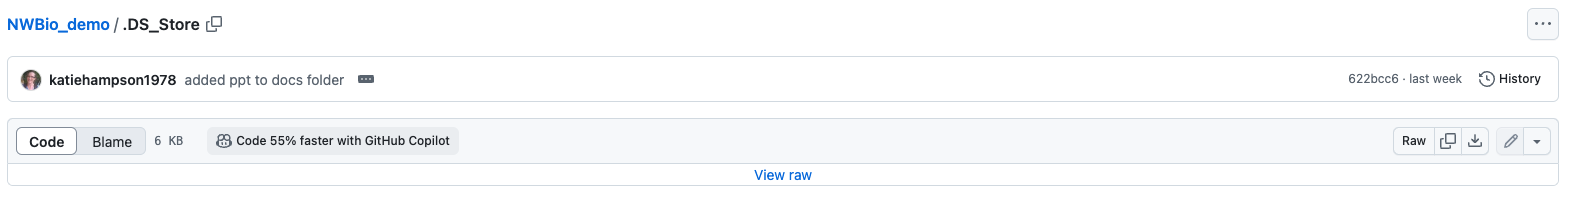 NWBio_demo / .DS_Store
katiehampson1978 added ppt to docs folder 622bcc6 · last week History
Code Blame 6 KB Code 55% faster with GitHub Copilot Raw
View raw